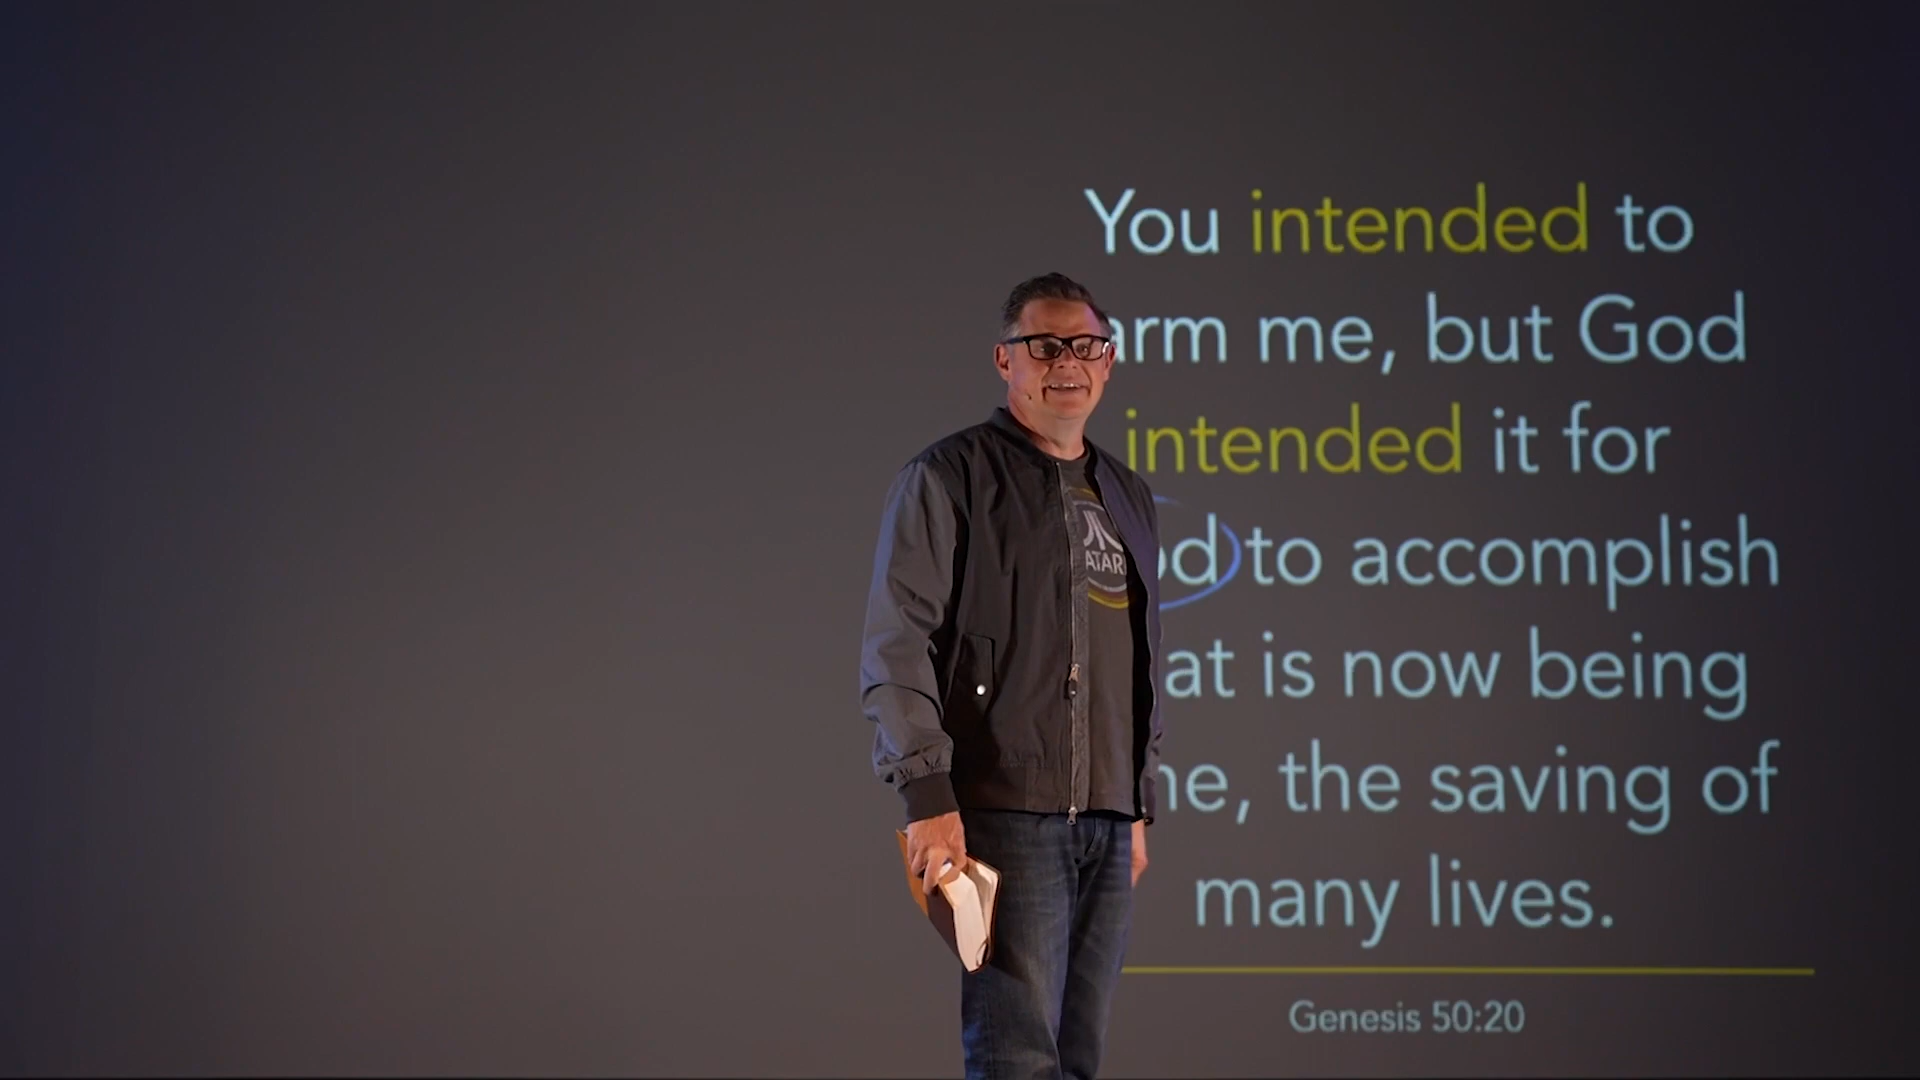 You intended to
arm me, but God
intended it for
od to accomplish
at is now being
ne, the saving of
many lives.
Genesis 50:20
ATARI